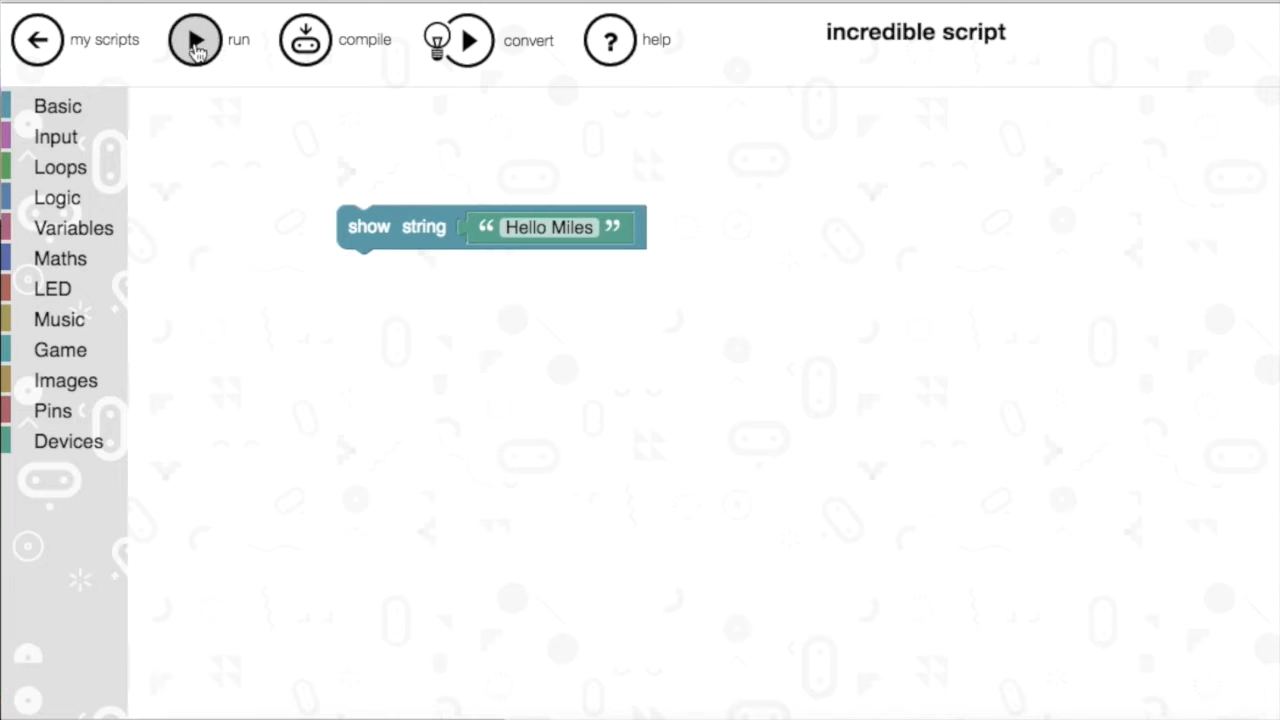 my scripts run compile convert ? help incredible script
Basic
Input
Loops
Logic
Variables
Maths
LED
Music
Game
Images
Pins
Devices
show string “ Hello Miles ”